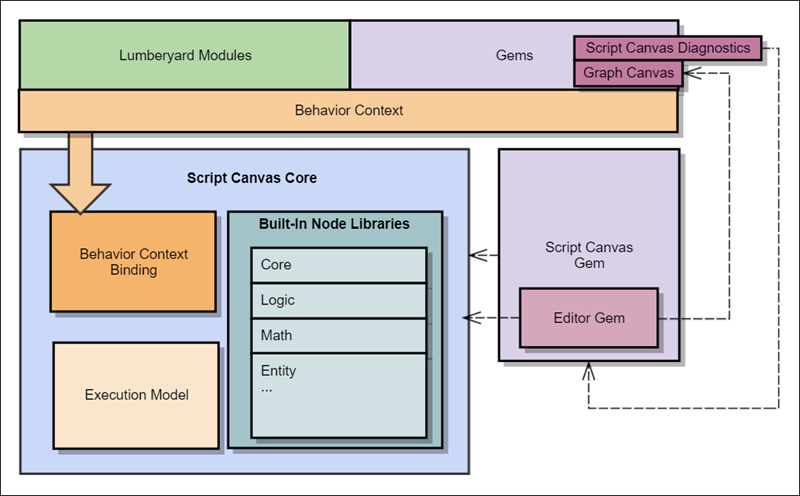 Lumberyard Modules
Gems
Script Canvas Diagnostics
Graph Canvas
Behavior Context
Script Canvas Core
Behavior Context
Binding
Execution Model
Built-In Node Libraries
Core
Logic
Math
Entity
...
Script Canvas
Gem
Editor Gem